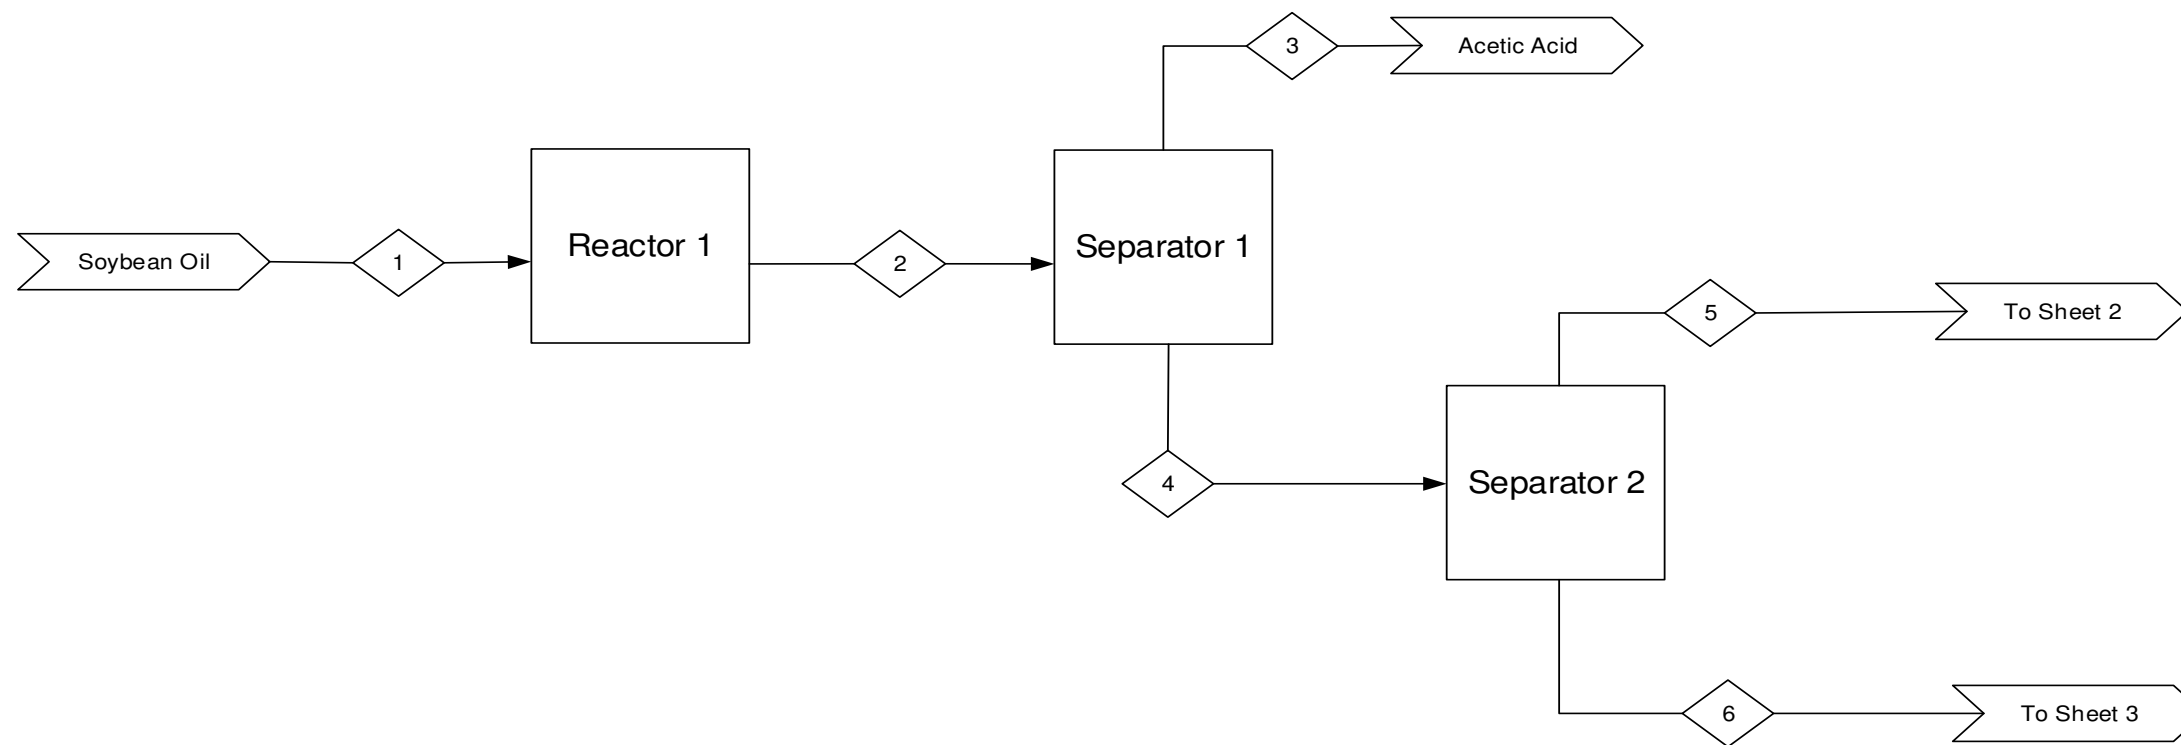 3
Acetic Acid
Soybean Oil
1
Reactor 1
2
Separator 1
5
To Sheet 2
4
Separator 2
6
To Sheet 3